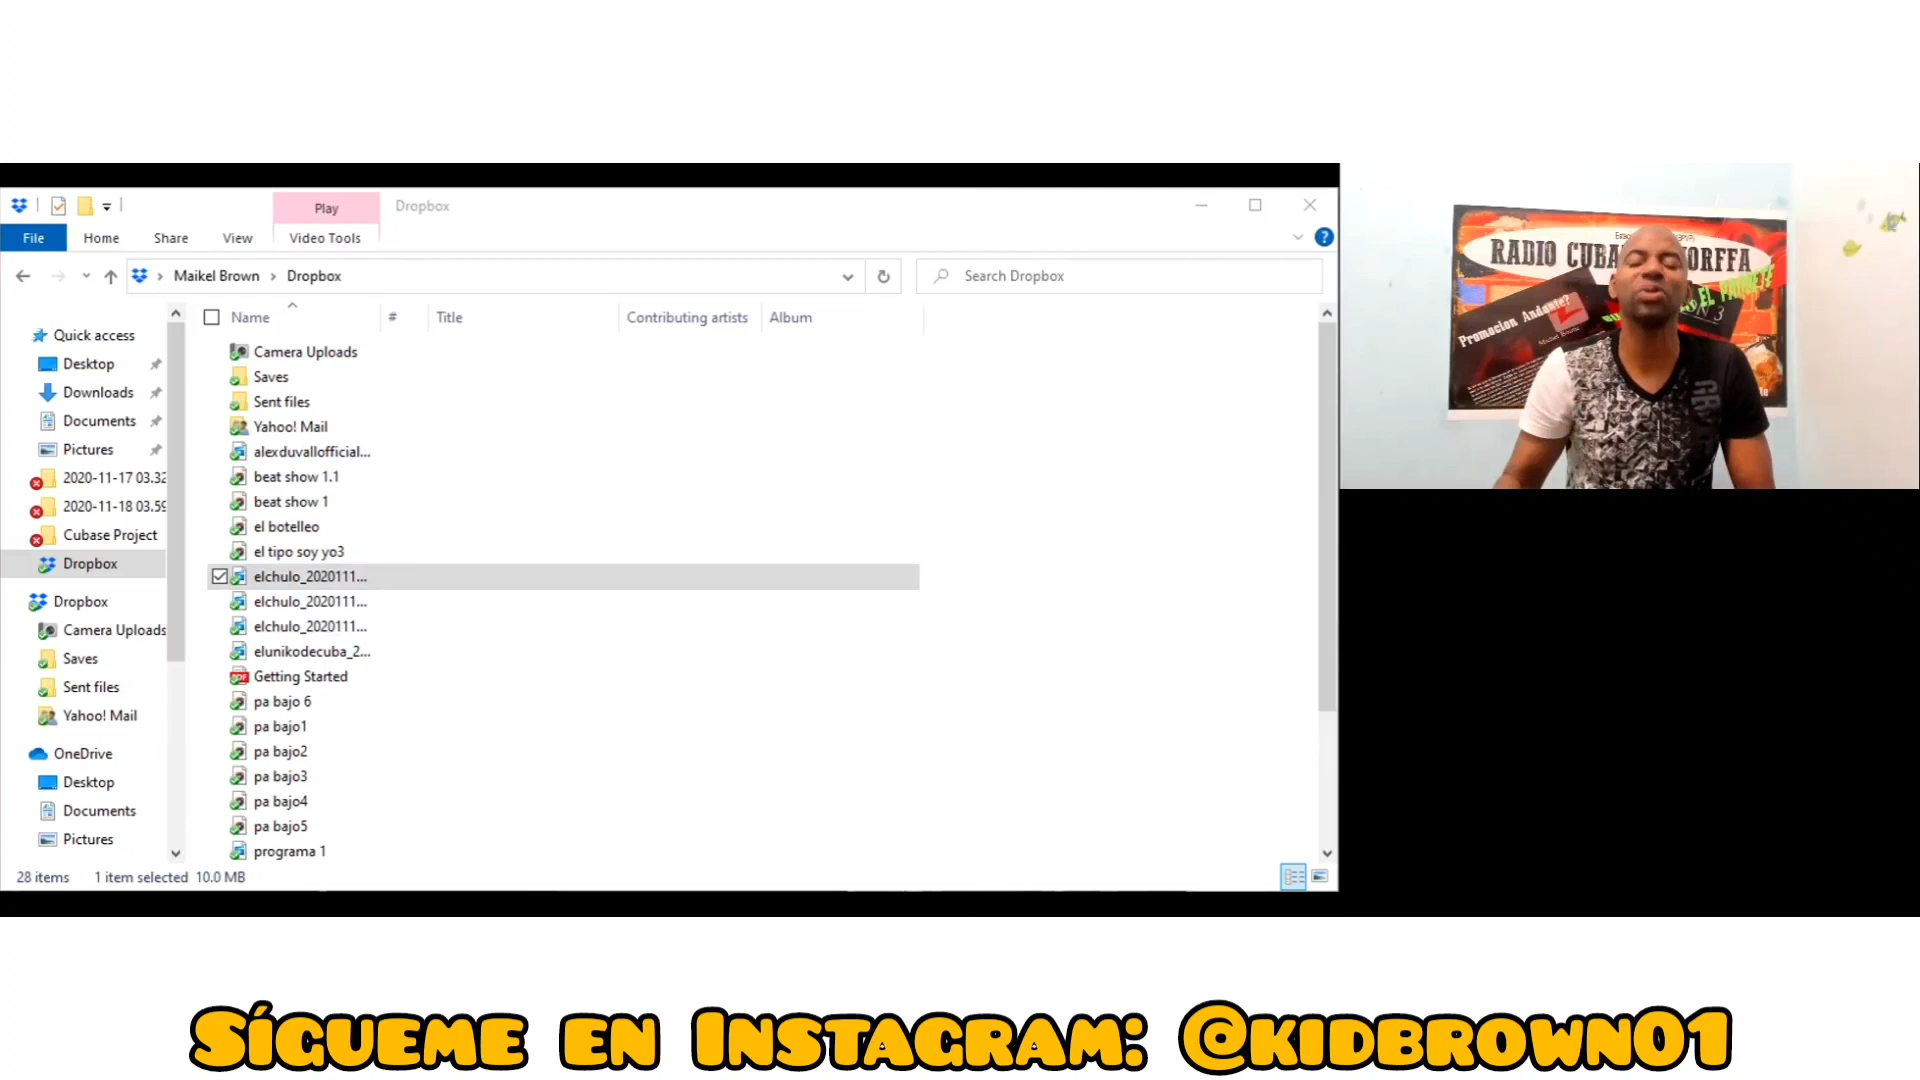 Play
Dropbox
File
Home
Share
View
Video Tools
Maikel Brown
Dropbox
Search Dropbox
Name
#
Title
Contributing artists
Album
Quick access
Desktop
Downloads
Documents
Pictures
2020-11-17 03.32
2020-11-18 03.59
Cubase Project
Dropbox
Dropbox
Camera Uploads
Saves
Sent files
Yahoo! Mail
OneDrive
Desktop
Documents
Pictures
Camera Uploads
Saves
Sent files
Yahoo! Mail
alexduvallofficial...
beat show 1.1
beat show 1
el botelleo
el tipo soy yo3
elchulo_2020111...
elchulo_2020111...
elchulo_2020111...
elunikodecuba_2...
Getting Started
pa bajo 6
pa bajo1
pa bajo2
pa bajo3
pa bajo4
pa bajo5
programa 1
28 items
1 item selected 10.0 MB
RADIO CUBA
ORFFA
Promocion Andante?
Sígueme en Instagram: @kidbrown01